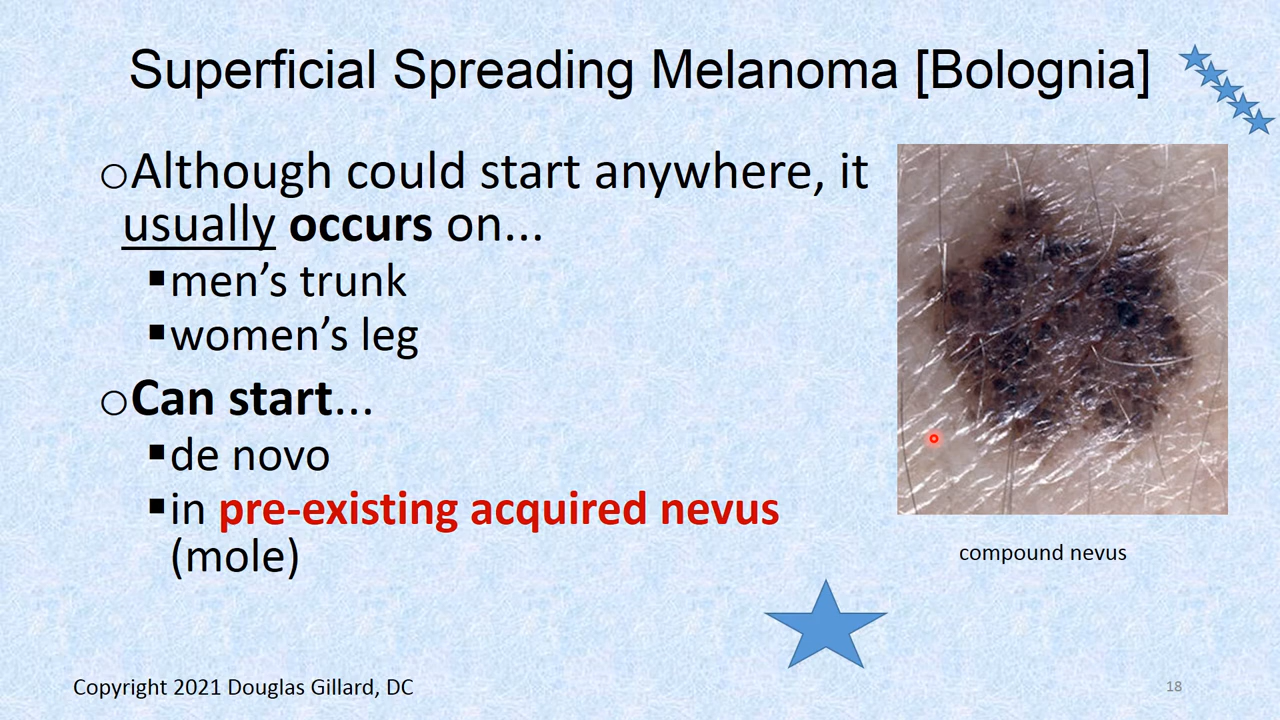 Superficial Spreading Melanoma [Bolognia]
oAlthough could start anywhere, it
usually occurs on...
▪men’s trunk
▪women’s leg
oCan start...
▪de novo
▪in pre-existing acquired nevus
(mole)
compound nevus
Copyright 2021 Douglas Gillard, DC
18